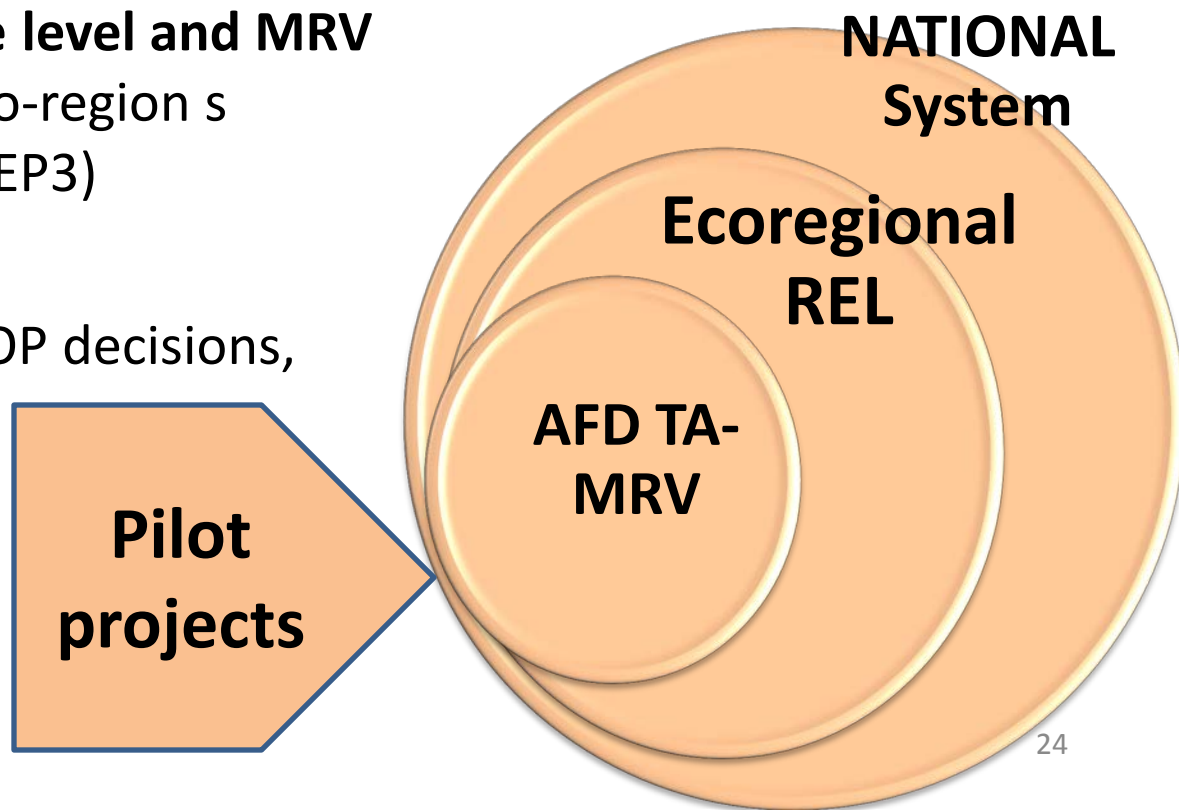 e level and MRV
o-region s
EP3)
OP decisions,
Pilot
projects
NATIONAL
System
Ecoregional
REL
AFD TA-
MRV
24